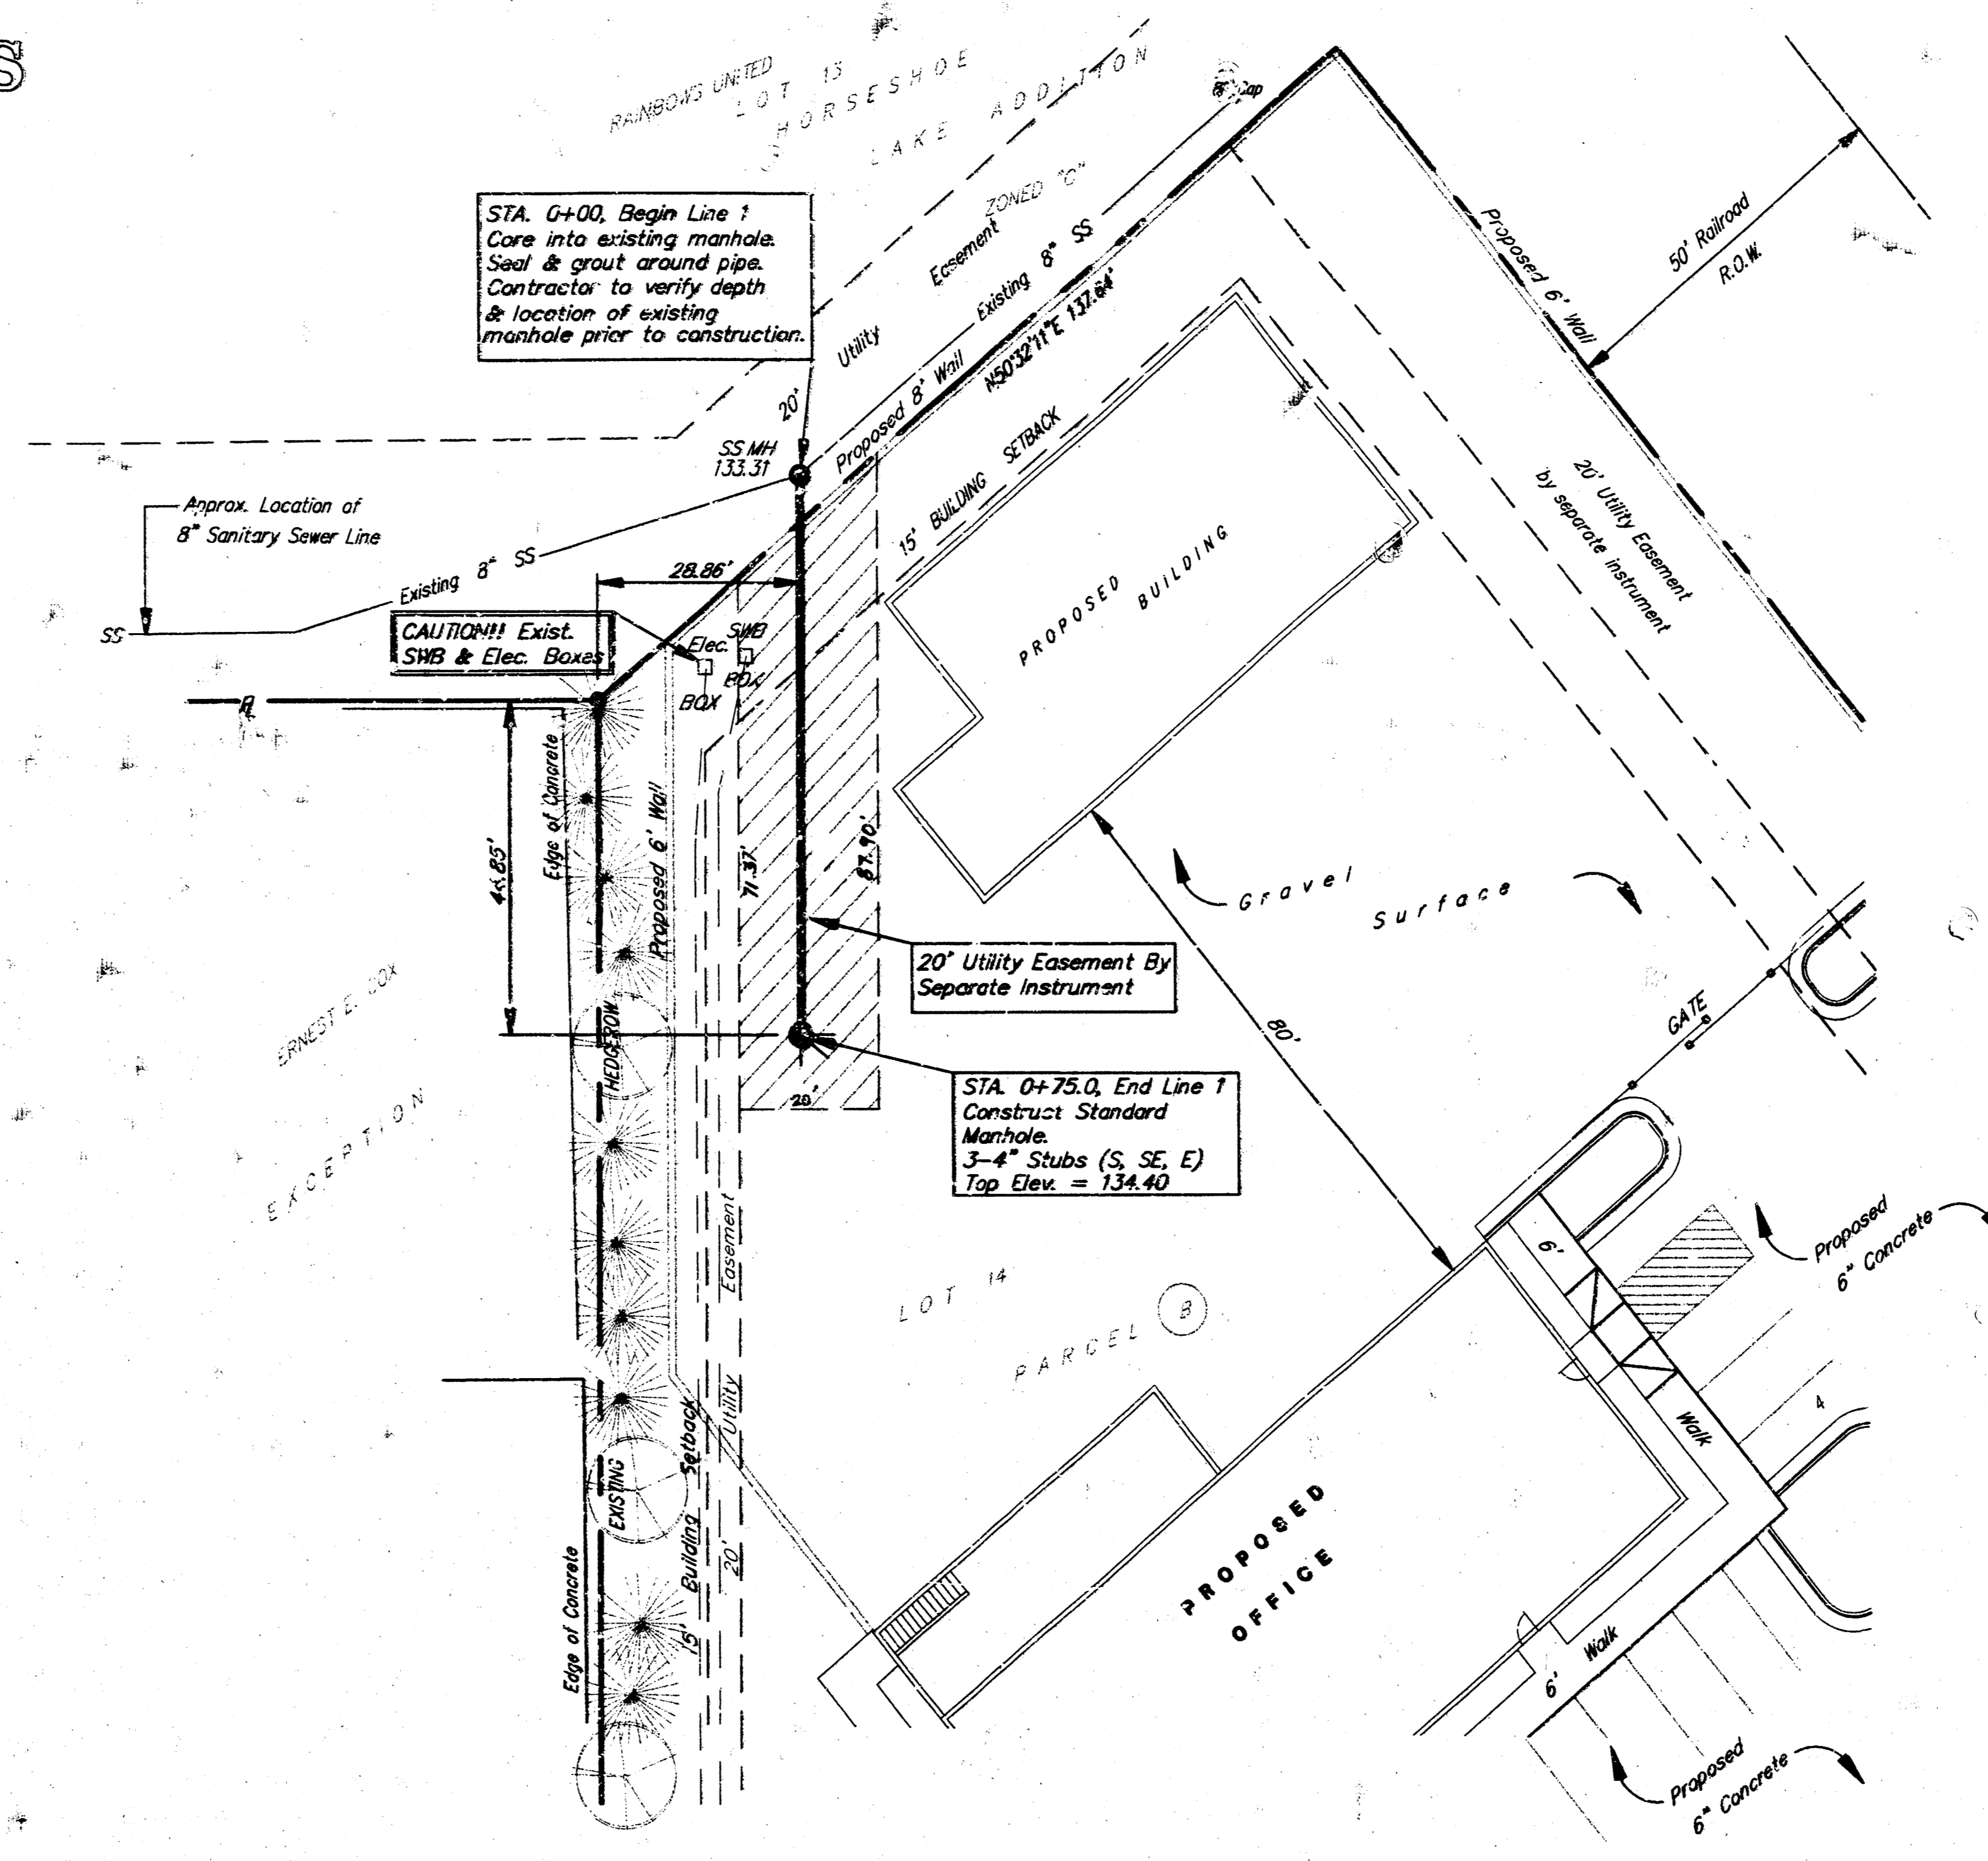 S
RAINBOWS UNITED
LOT 13
HORSESHOE
LAKE ADDITION
ZONED "C"
8" Cap
STA. 0+00, Begin Line 1
Core into existing manhole.
Seal & grout around pipe.
Contractor to verify depth
& location of existing
manhole prior to construction.
20' Utility Easement
Existing 8" SS
Proposed 8' Wall
N50°32'11"E 137.64'
15' BUILDING SETBACK
PROPOSED
BUILDING
Proposed 6' Wall
50' Railroad
R.O.W.
20' Utility Easement
by separate instrument
SS MH
133.31
Approx. Location of
8" Sanitary Sewer Line
SS
Existing 8" SS
28.86'
CAUTION!! Exist.
SWB & Elec. Boxes
Elec.
BOX
SWB
BOX
PL
Edge of Concrete
Proposed 6' Wall
71.37'
87.90'
Gravel
Surface
20' Utility Easement By
Separate Instrument
80'
GATE
ERNEST E. COX
EXCEPTION
HEDGEROW
20'
STA. 0+75.0, End Line 1
Construct Standard
Manhole.
3-4" Stubs (S, SE, E)
Top Elev. = 134.40
LOT 14
PARCEL B
6'
Proposed
6" Concrete
Walk
4
EXISTING
Edge of Concrete
15' Building Setback
20' Utility Easement
PROPOSED
OFFICE
6' Walk
Proposed
6" Concrete